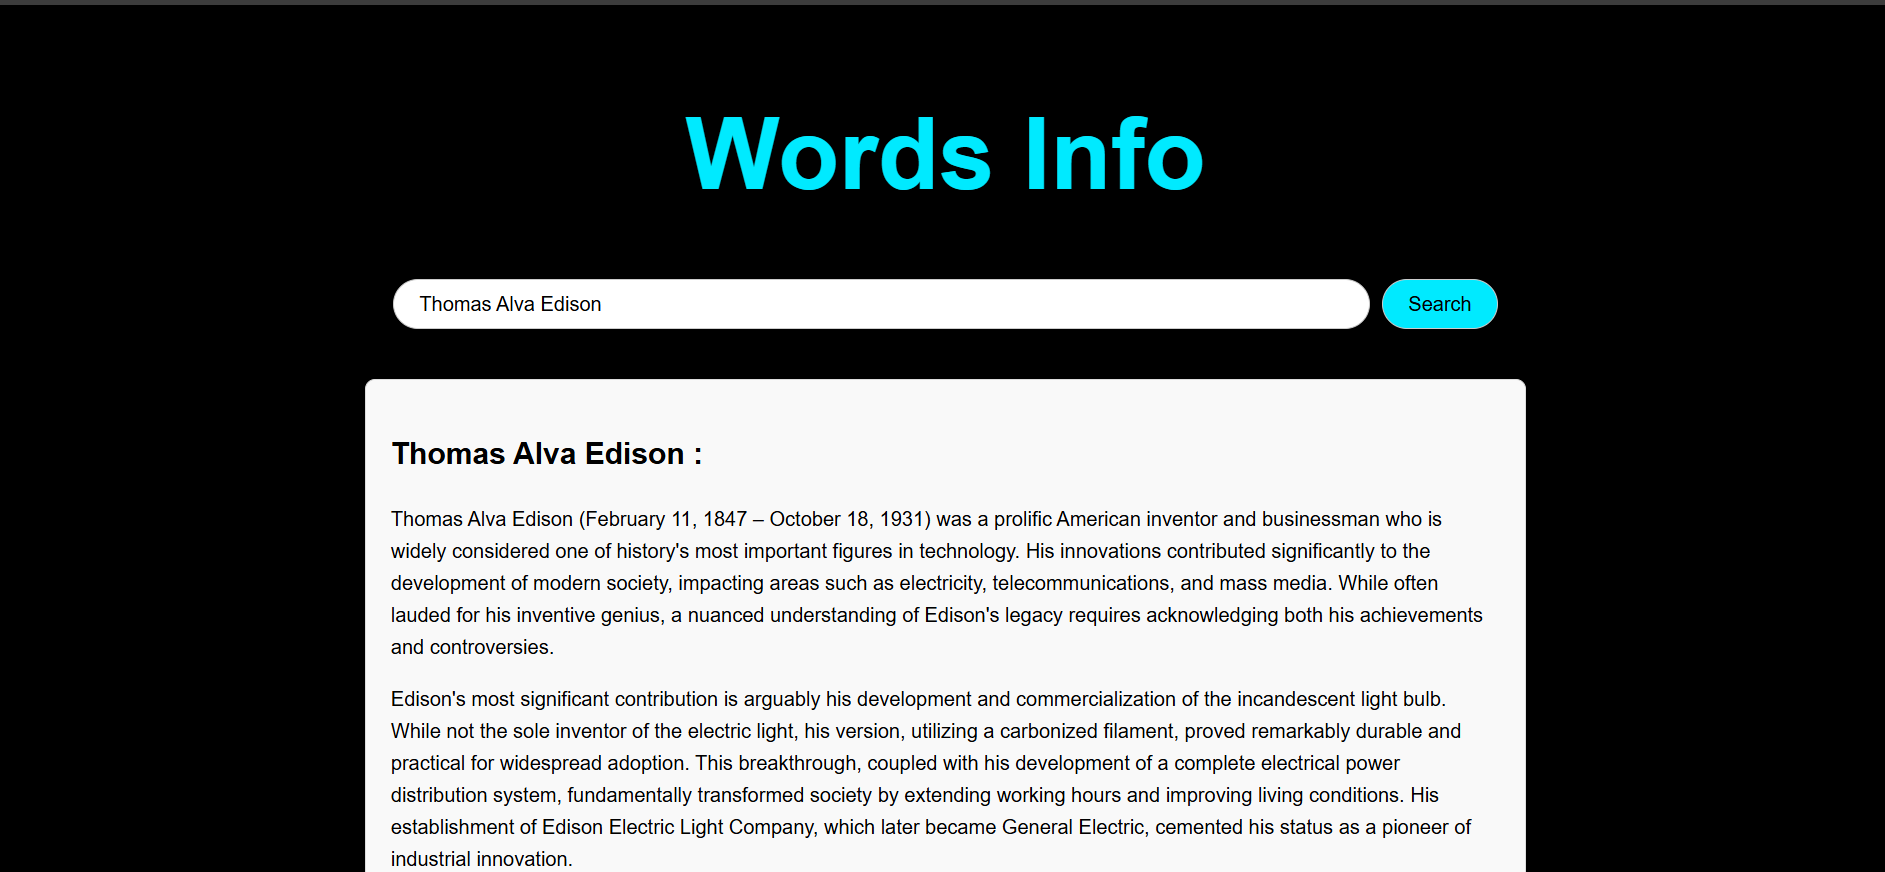 Words Info
Thomas Alva Edison
Search
Thomas Alva Edison :
Thomas Alva Edison (February 11, 1847 – October 18, 1931) was a prolific American inventor and businessman who is
widely considered one of history's most important figures in technology. His innovations contributed significantly to the
development of modern society, impacting areas such as electricity, telecommunications, and mass media. While often
lauded for his inventive genius, a nuanced understanding of Edison's legacy requires acknowledging both his achievements
and controversies.
Edison's most significant contribution is arguably his development and commercialization of the incandescent light bulb.
While not the sole inventor of the electric light, his version, utilizing a carbonized filament, proved remarkably durable and
practical for widespread adoption. This breakthrough, coupled with his development of a complete electrical power
distribution system, fundamentally transformed society by extending working hours and improving living conditions. His
establishment of Edison Electric Light Company, which later became General Electric, cemented his status as a pioneer of
industrial innovation.